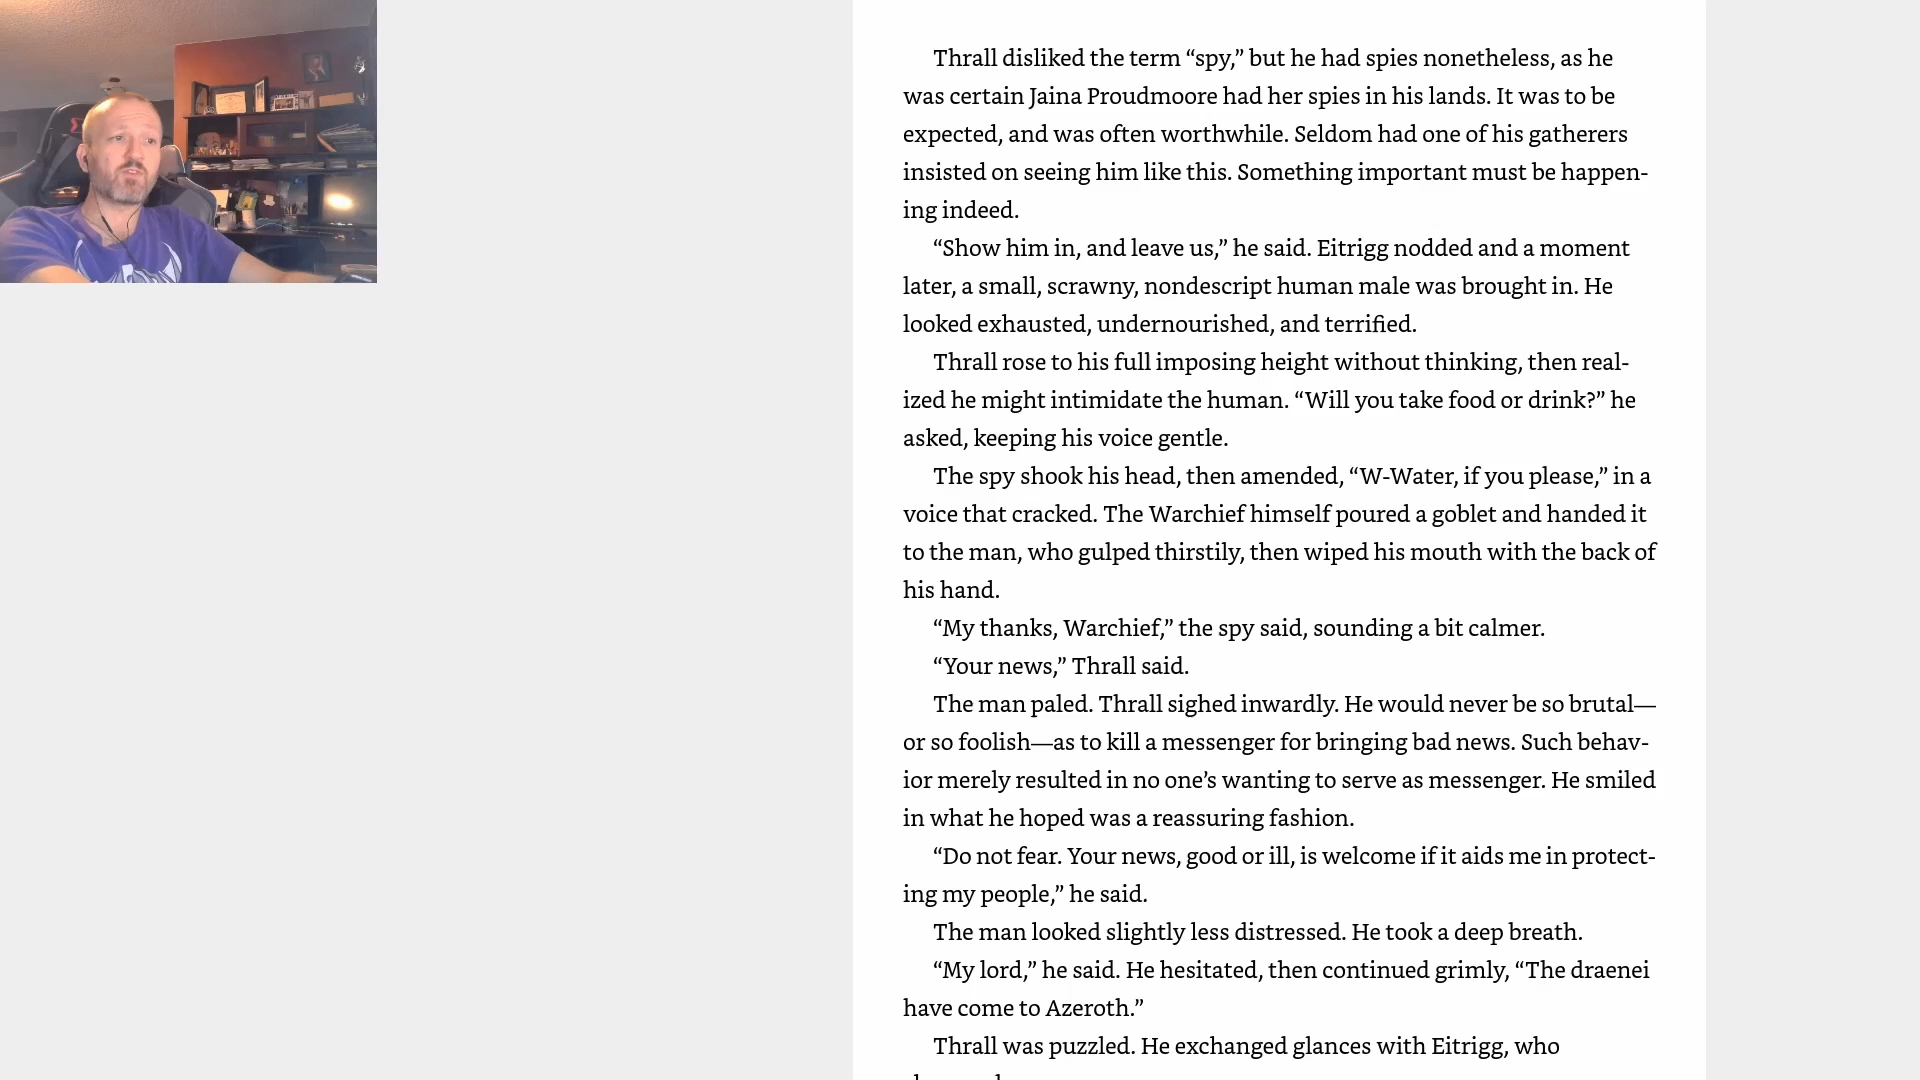 Thrall disliked the term “spy,” but he had spies nonetheless, as he
was certain Jaina Proudmoore had her spies in his lands. It was to be
expected, and was often worthwhile. Seldom had one of his gatherers
insisted on seeing him like this. Something important must be happen-
ing indeed.
“Show him in, and leave us,” he said. Eitrigg nodded and a moment
later, a small, scrawny, nondescript human male was brought in. He
looked exhausted, undernourished, and terrified.
Thrall rose to his full imposing height without thinking, then real-
ized he might intimidate the human. “Will you take food or drink?” he
asked, keeping his voice gentle.
The spy shook his head, then amended, “W-Water, if you please,” in a
voice that cracked. The Warchief himself poured a goblet and handed it
to the man, who gulped thirstily, then wiped his mouth with the back of
his hand.
“My thanks, Warchief,” the spy said, sounding a bit calmer.
“Your news,” Thrall said.
The man paled. Thrall sighed inwardly. He would never be so brutal—
or so foolish—as to kill a messenger for bringing bad news. Such behav-
ior merely resulted in no one’s wanting to serve as messenger. He smiled
in what he hoped was a reassuring fashion.
“Do not fear. Your news, good or ill, is welcome if it aids me in protect-
ing my people,” he said.
The man looked slightly less distressed. He took a deep breath.
“My lord,” he said. He hesitated, then continued grimly, “The draenei
have come to Azeroth.”
Thrall was puzzled. He exchanged glances with Eitrigg, who